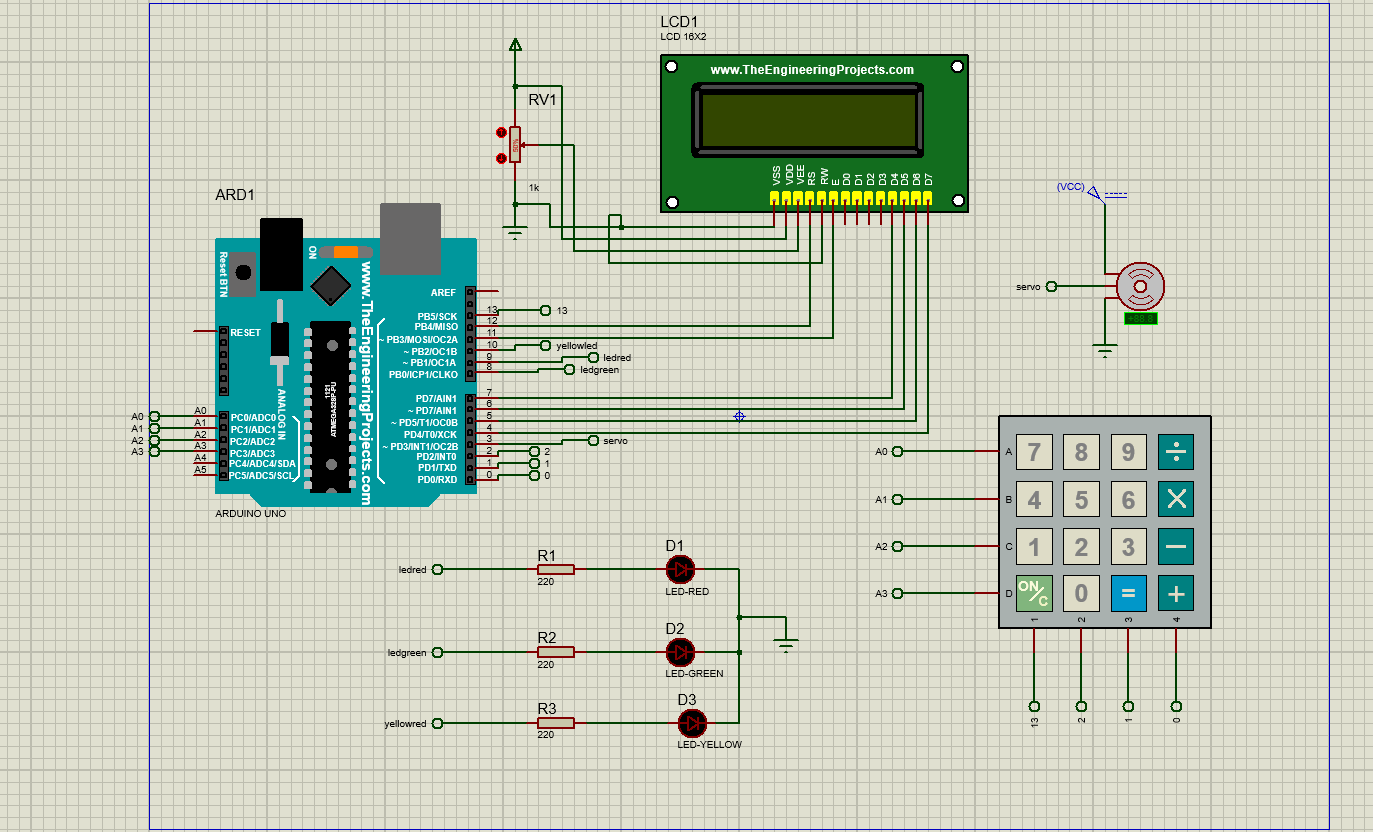 LCD1
LCD 16X2
www.TheEngineeringProjects.com
VSS VDD VEE RS RW E D0 D1 D2 D3 D4 D5 D6 D7
RV1
1k
(VCC)
servo
ARD1
Reset BTN
ON
www.TheEngineeringProjects.com
ANALOG IN
1121
ATMEGA328P-PU
RESET
AREF
PB5/SCK 13 13
PB4/MISO 12
~ PB3/MOSI/OC2A 11
~ PB2/OC1B 10 yellowled
~ PB1/OC1A 9 ledred
PB0/ICP1/CLKO 8 ledgreen
PD7/AIN1 7
~ PD7/AIN1 6
~ PD5/T1/OC0B 5
PD4/T0/XCK 4
~ PD3/INT1/OC2B 3 servo
PD2/INT0 2 2
PD1/TXD 1 1
PD0/RXD 0 0
A0 A0 PC0/ADC0
A1 A1 PC1/ADC1
A2 A2 PC2/ADC2
A3 A3 PC3/ADC3
A4 PC4/ADC4/SDA
A5 PC5/ADC5/SCL
ARDUINO UNO
A0 A 7 8 9 ÷
A1 B 4 5 6 ×
A2 C 1 2 3 −
A3 D ON/C 0 = +
1 2 3 4
13 2 1 0
ledred R1 220 D1 LED-RED
ledgreen R2 220 D2 LED-GREEN
yellowred R3 220 D3 LED-YELLOW